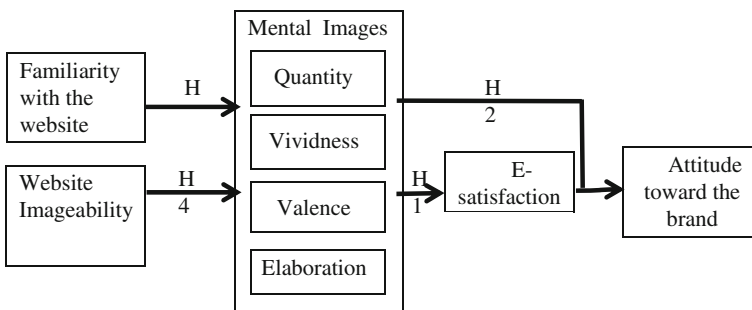 Mental Images
Familiarity
with the
website
H
Quantity
H
2
Vividness
Website
Imageability
H
4
Valence
H
1
E-
satisfaction
Attitude
toward the
brand
Elaboration